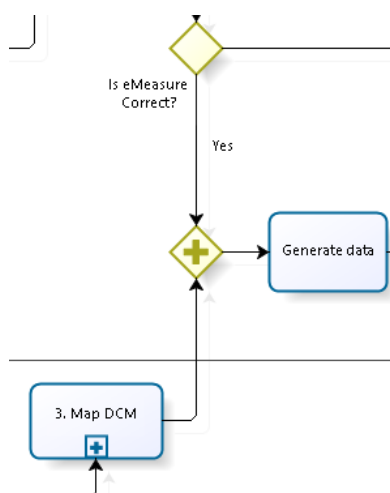 Is eMeasure
Correct?
Yes
Generate data
3. Map DCM